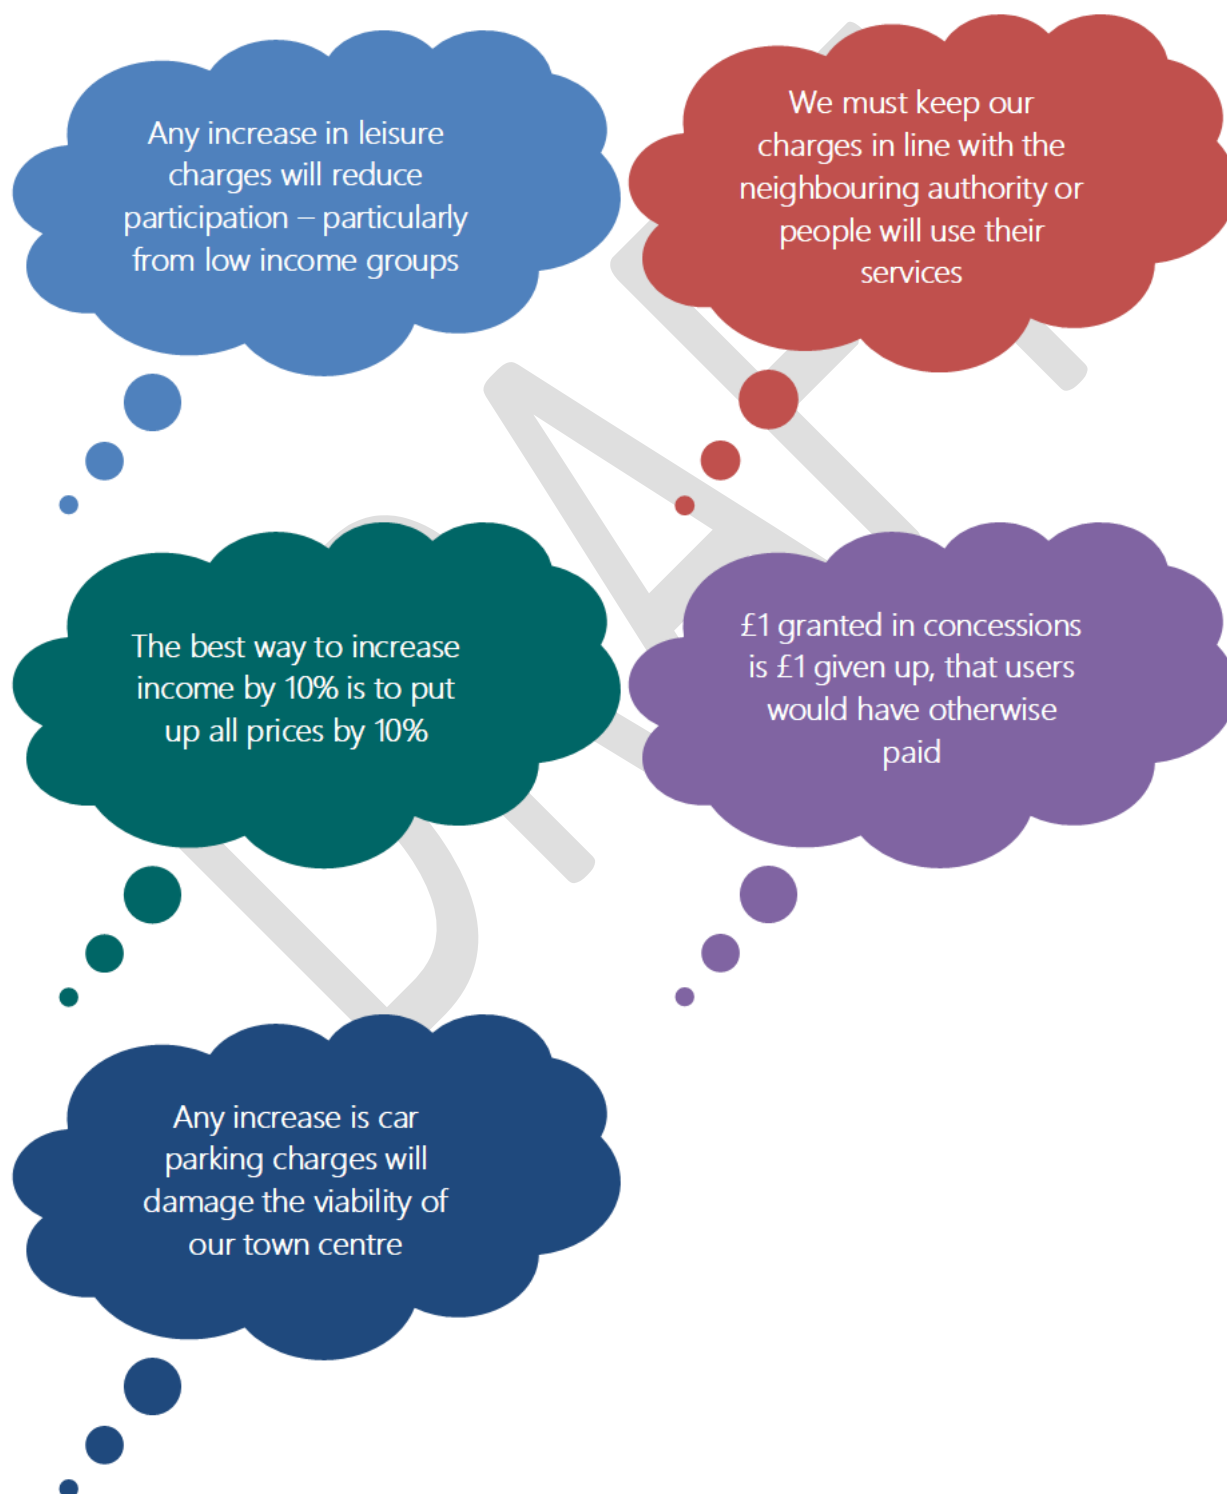 Any increase in leisure
charges will reduce
participation – particularly
from low income groups
We must keep our
charges in line with the
neighbouring authority or
people will use their
services
The best way to increase
income by 10% is to put
up all prices by 10%
£1 granted in concessions
is £1 given up, that users
would have otherwise
paid
Any increase is car
parking charges will
damage the viability of
our town centre